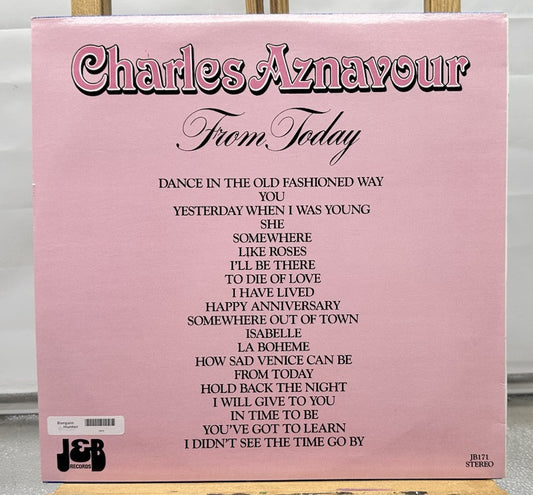 Charles Aznavour
From Today
DANCE IN THE OLD FASHIONED WAY
YOU
YESTERDAY WHEN I WAS YOUNG
SHE
SOMEWHERE
LIKE ROSES
I'LL BE THERE
TO DIE OF LOVE
I HAVE LIVED
HAPPY ANNIVERSARY
SOMEWHERE OUT OF TOWN
ISABELLE
LA BOHEME
HOW SAD VENICE CAN BE
FROM TODAY
HOLD BACK THE NIGHT
I WILL GIVE TO YOU
IN TIME TO BE
YOU'VE GOT TO LEARN
I DIDN'T SEE THE TIME GO BY
Bargain
Hunter
J&B
RECORDS
JB171
STEREO